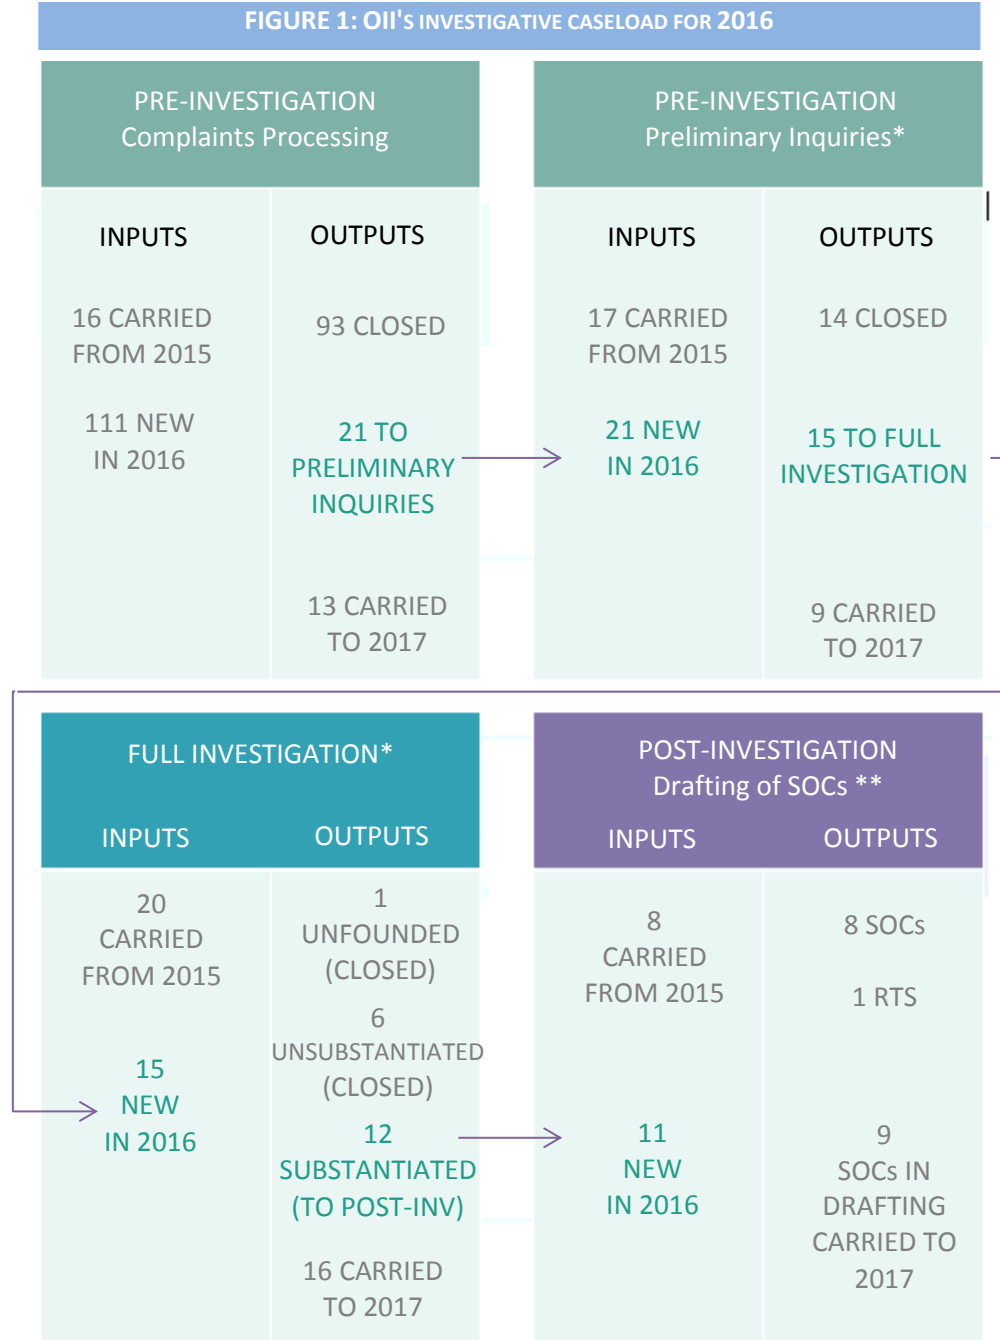 FIGURE 1: OII'S INVESTIGATIVE CASELOAD FOR 2016
PRE-INVESTIGATION
Complaints Processing
INPUTS
OUTPUTS
16 CARRIED
FROM 2015
93 CLOSED
111 NEW
IN 2016
21 TO
PRELIMINARY
INQUIRIES
13 CARRIED
TO 2017
PRE-INVESTIGATION
Preliminary Inquiries*
INPUTS
OUTPUTS
17 CARRIED
FROM 2015
14 CLOSED
21 NEW
IN 2016
15 TO FULL
INVESTIGATION
9 CARRIED
TO 2017
FULL INVESTIGATION*
INPUTS
OUTPUTS
20
CARRIED
FROM 2015
1
UNFOUNDED
(CLOSED)
6
UNSUBSTANTIATED
(CLOSED)
15
NEW
IN 2016
12
SUBSTANTIATED
(TO POST-INV)
16 CARRIED
TO 2017
POST-INVESTIGATION
Drafting of SOCs **
INPUTS
OUTPUTS
8
CARRIED
FROM 2015
8 SOCs
1 RTS
11
NEW
IN 2016
9
SOCs IN
DRAFTING
CARRIED TO
2017